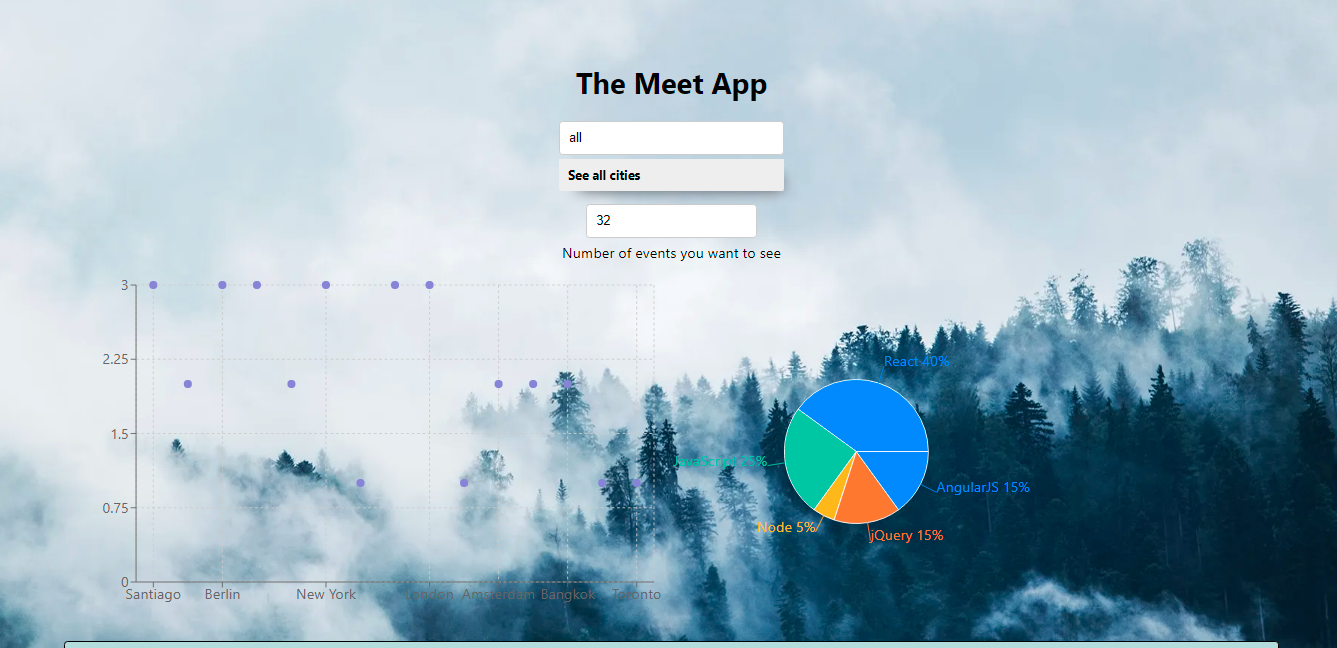 The Meet App
all
See all cities
32
Number of events you want to see
3
2.25
1.5
0.75
0
Santiago Berlin New York London Amsterdam Bangkok Toronto
React 40%
JavaScript 25%
AngularJS 15%
Node 5%
jQuery 15%